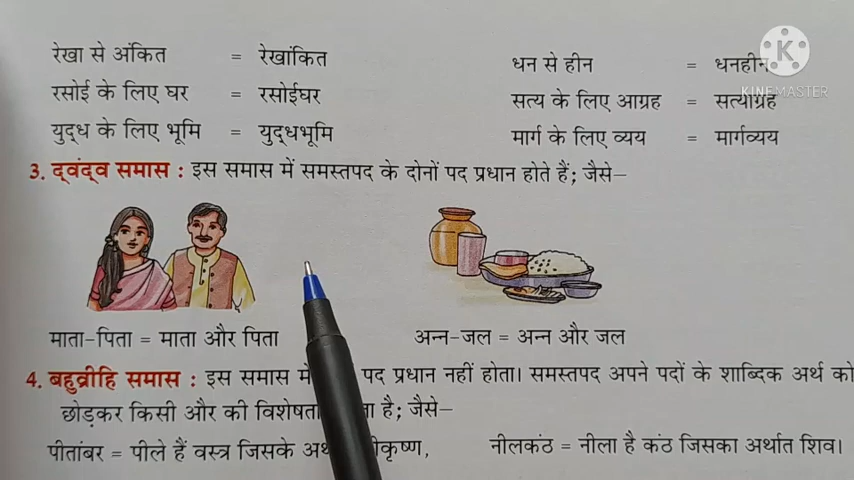 रेखा से अंकित = रेखांकित
धन से हीन = धनहीन
रसोई के लिए घर = रसोईघर
सत्य के लिए आग्रह = सत्याग्रह
युद्ध के लिए भूमि = युद्धभूमि
मार्ग के लिए व्यय = मार्गव्यय
KINEMASTER
3. द्वंद्व समास : इस समास में समस्तपद के दोनों पद प्रधान होते हैं; जैसे–
माता-पिता = माता और पिता
अन्न-जल = अन्न और जल
4. बहुव्रीहि समास : इस समास में पद प्रधान नहीं होता। समस्तपद अपने पदों के शाब्दिक अर्थ को
छोड़कर किसी और की है; जैसे–
पीतांबर = पीले हैं वस्त्र जिसके
नीलकंठ = नीला है कंठ जिसका अर्थात शिव।